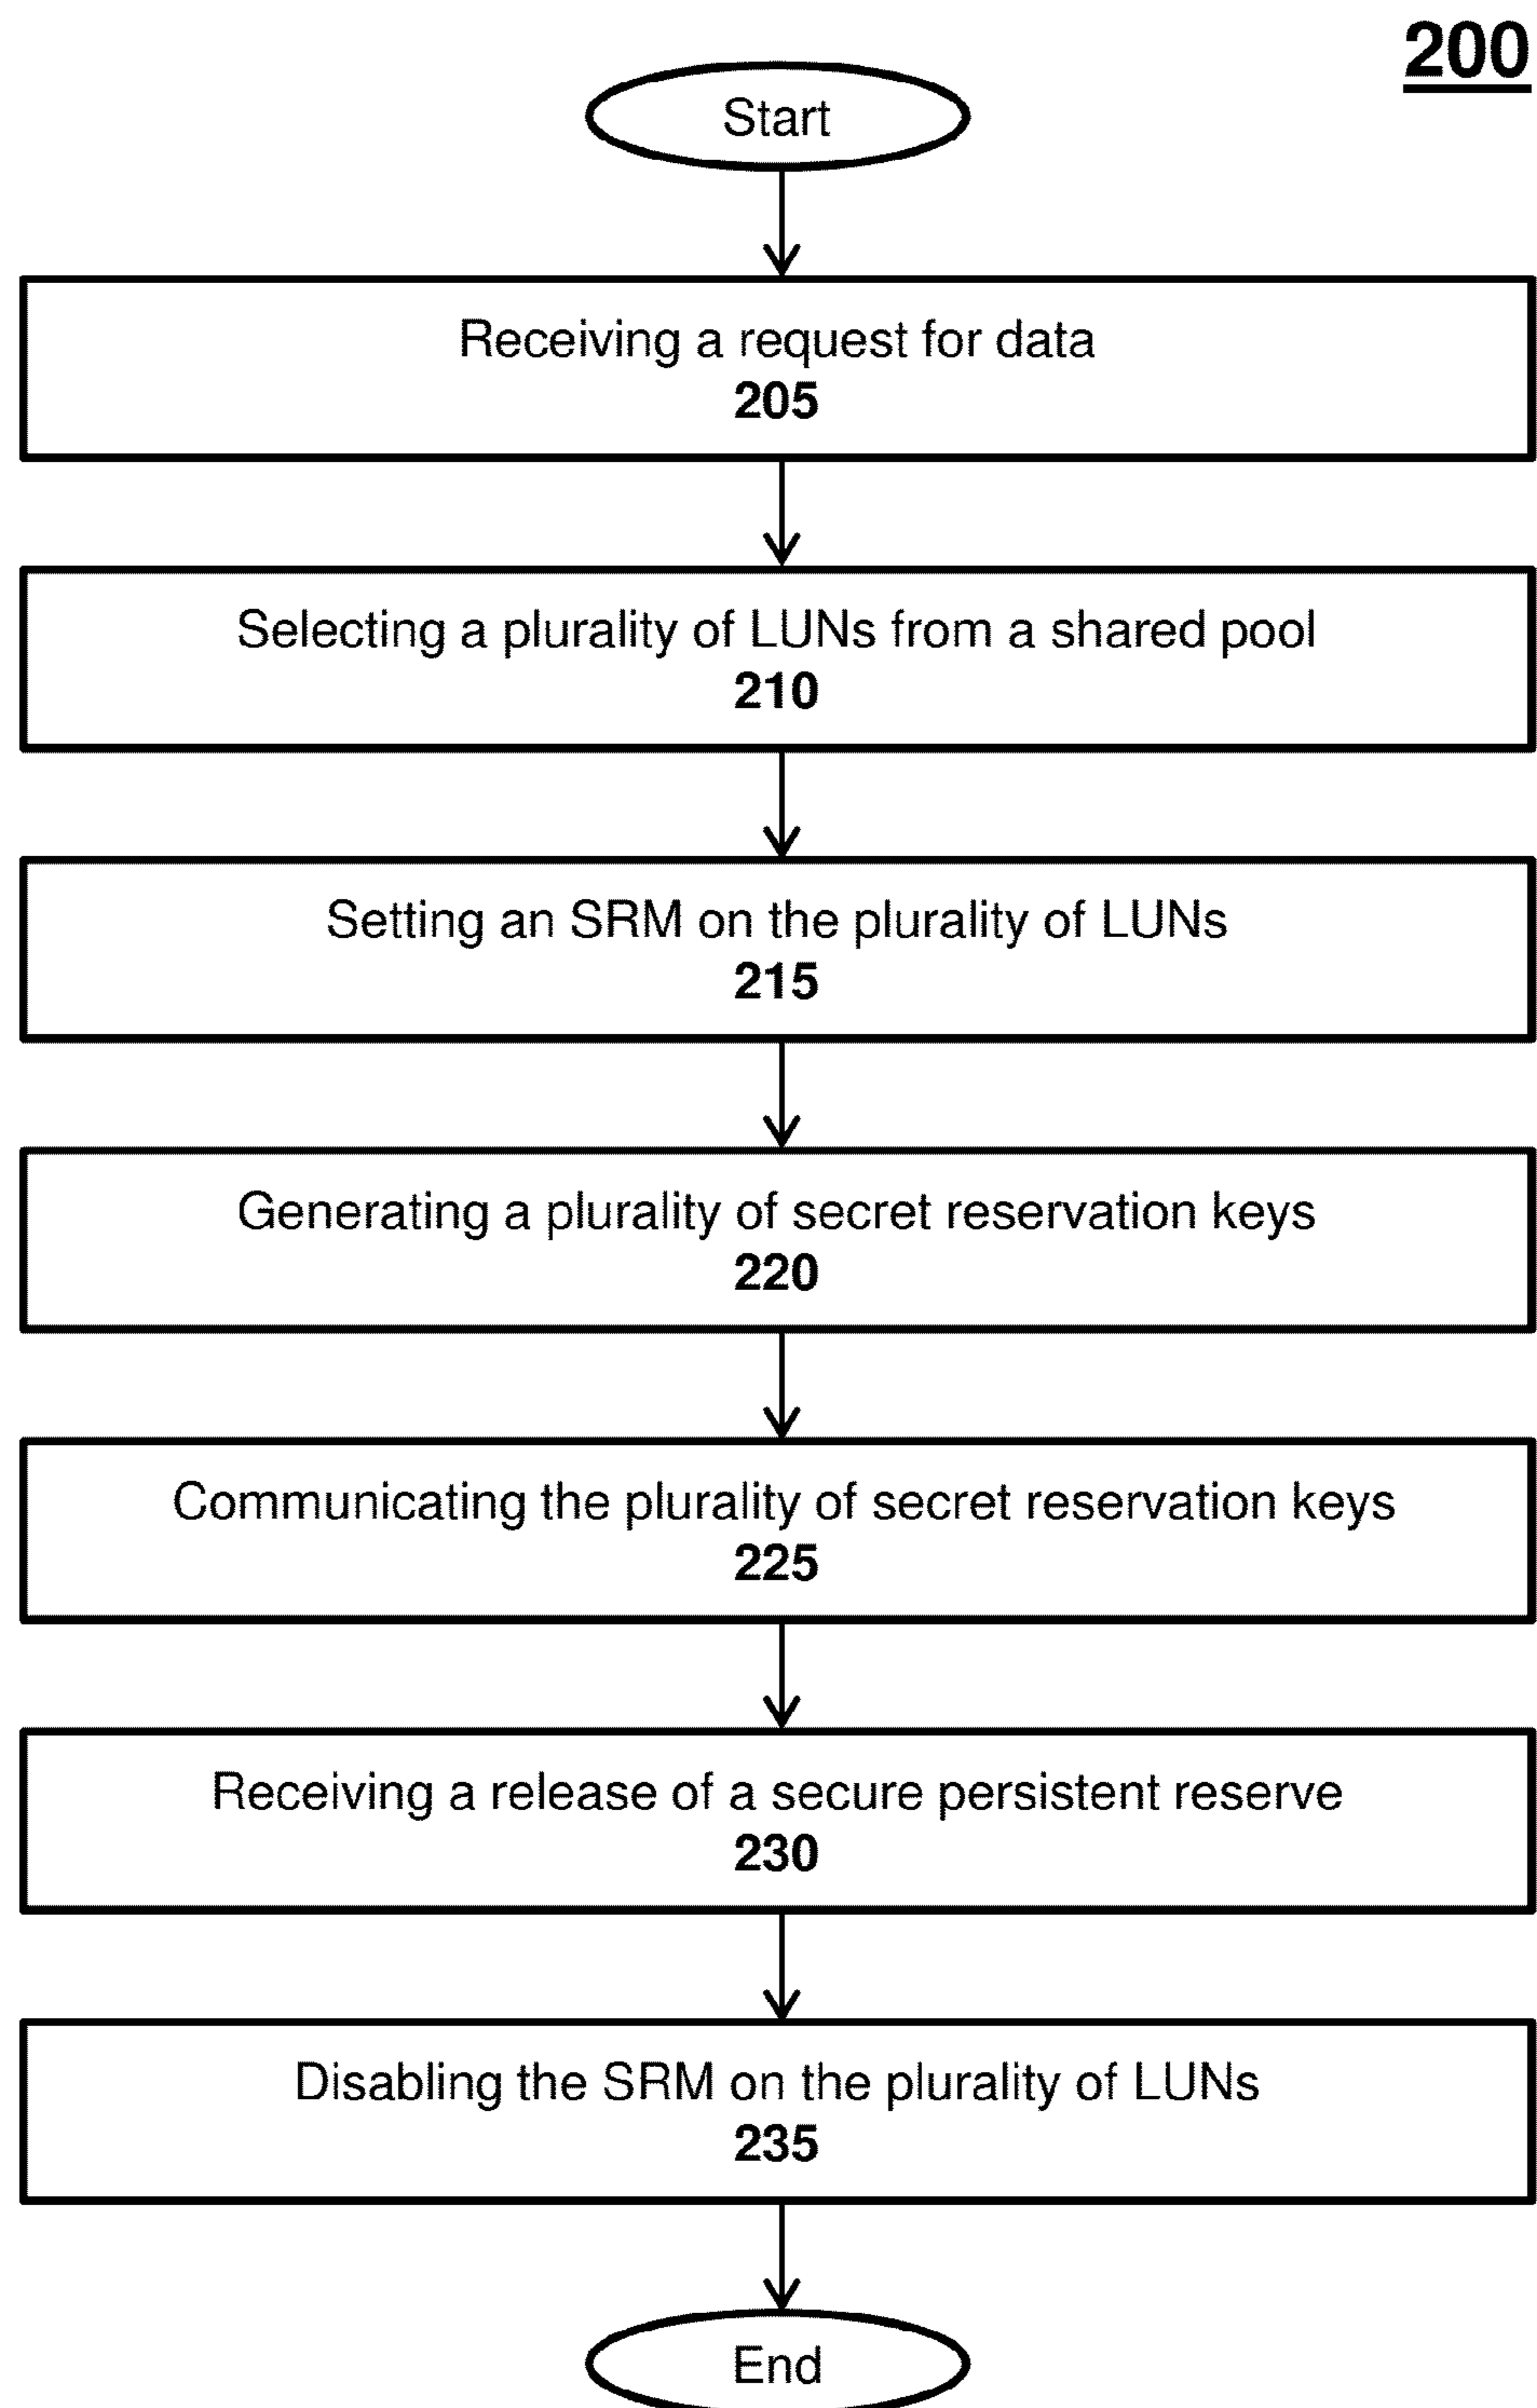 200
Start
Receiving a request for data
205
Selecting a plurality of LUNs from a shared pool
210
Setting an SRM on the plurality of LUNs
215
Generating a plurality of secret reservation keys
220
Communicating the plurality of secret reservation keys
225
Receiving a release of a secure persistent reserve
230
Disabling the SRM on the plurality of LUNs
235
End